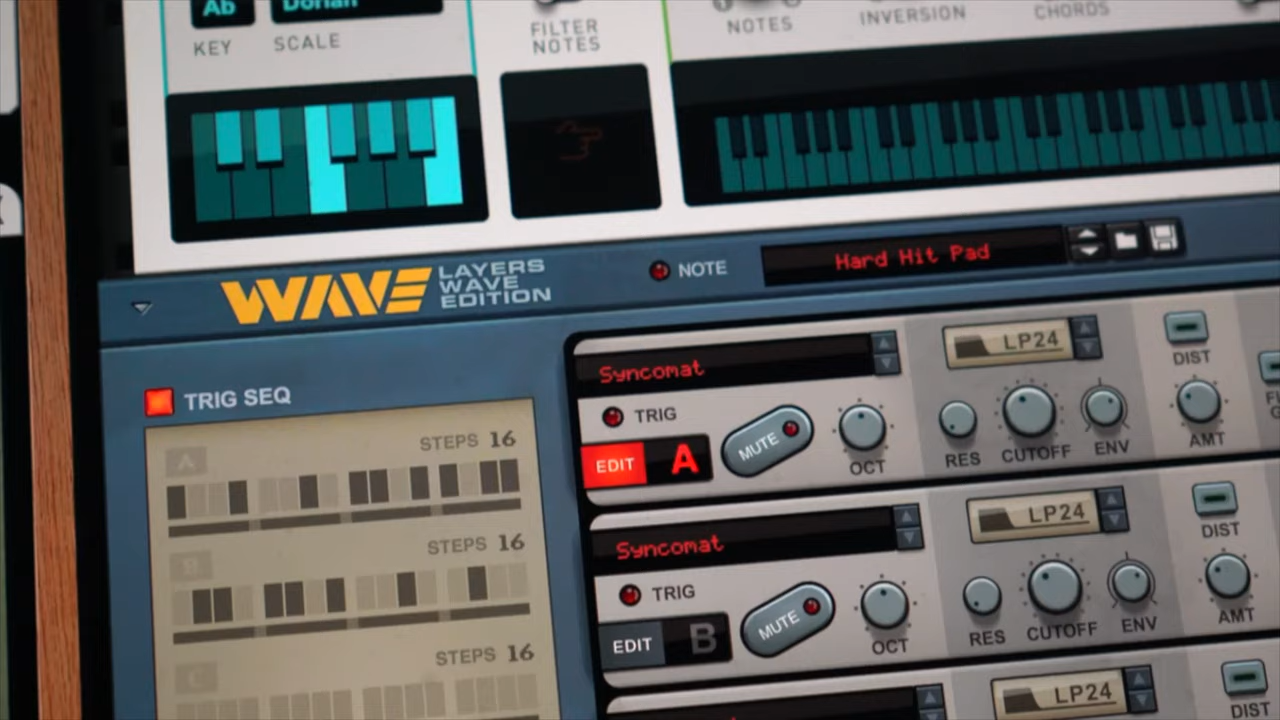 Ab
Dorian
KEY
SCALE
FILTER
NOTES
NOTES
INVERSION
CHORDS
WAVE
LAYERS
WAVE
EDITION
NOTE
Hard Hit Pad
TRIG SEQ
A
STEPS 16
B
STEPS 16
C
STEPS 16
Syncomat
LP24
DIST
TRIG
EDIT
A
MUTE
OCT
RES
CUTOFF
ENV
AMT
Syncomat
LP24
DIST
TRIG
EDIT
B
MUTE
OCT
RES
CUTOFF
ENV
AMT
LP24
DIST